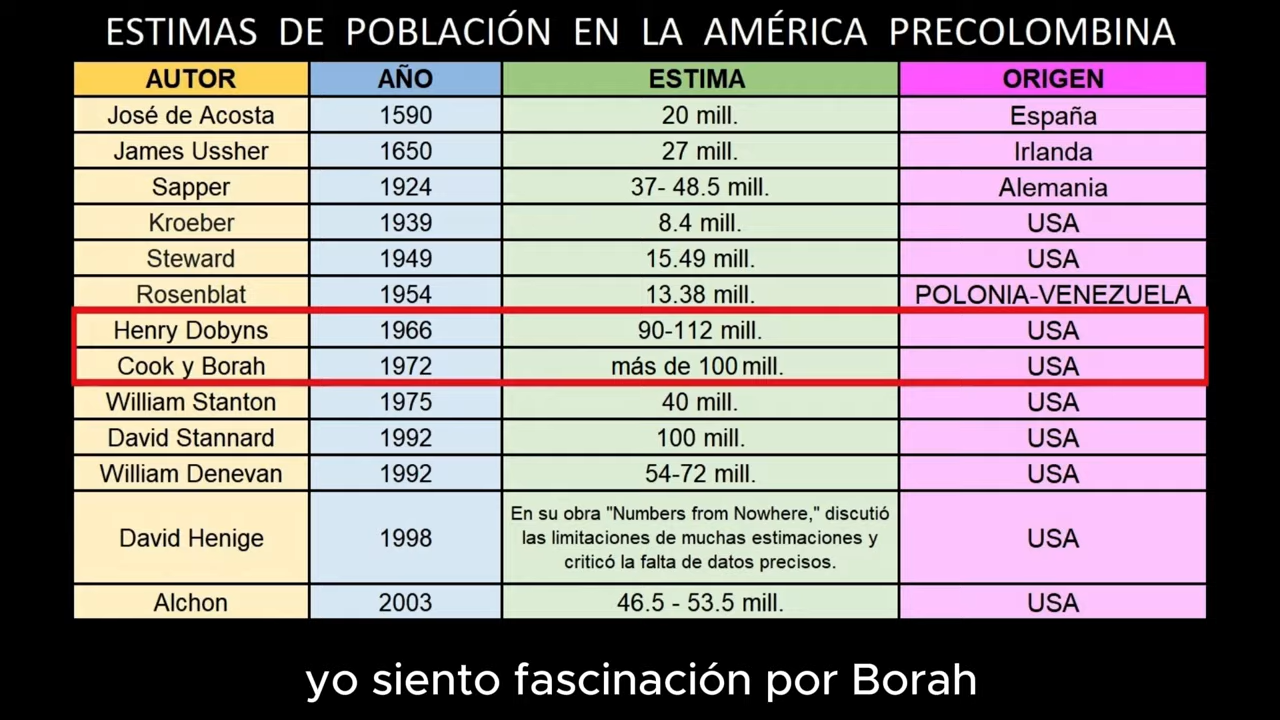 ESTIMAS DE POBLACIÓN EN LA AMÉRICA PRECOLOMBINA
AUTOR AÑO ESTIMA ORIGEN
José de Acosta 1590 20 mill. España
James Ussher 1650 27 mill. Irlanda
Sapper 1924 37- 48.5 mill. Alemania
Kroeber 1939 8.4 mill. USA
Steward 1949 15.49 mill. USA
Rosenblat 1954 13.38 mill. POLONIA-VENEZUELA
Henry Dobyns 1966 90-112 mill. USA
Cook y Borah 1972 más de 100 mill. USA
William Stanton 1975 40 mill. USA
David Stannard 1992 100 mill. USA
William Denevan 1992 54-72 mill. USA
David Henige 1998 En su obra "Numbers from Nowhere," discutió
las limitaciones de muchas estimaciones y
criticó la falta de datos precisos. USA
Alchon 2003 46.5 - 53.5 mill. USA
yo siento fascinación por Borah